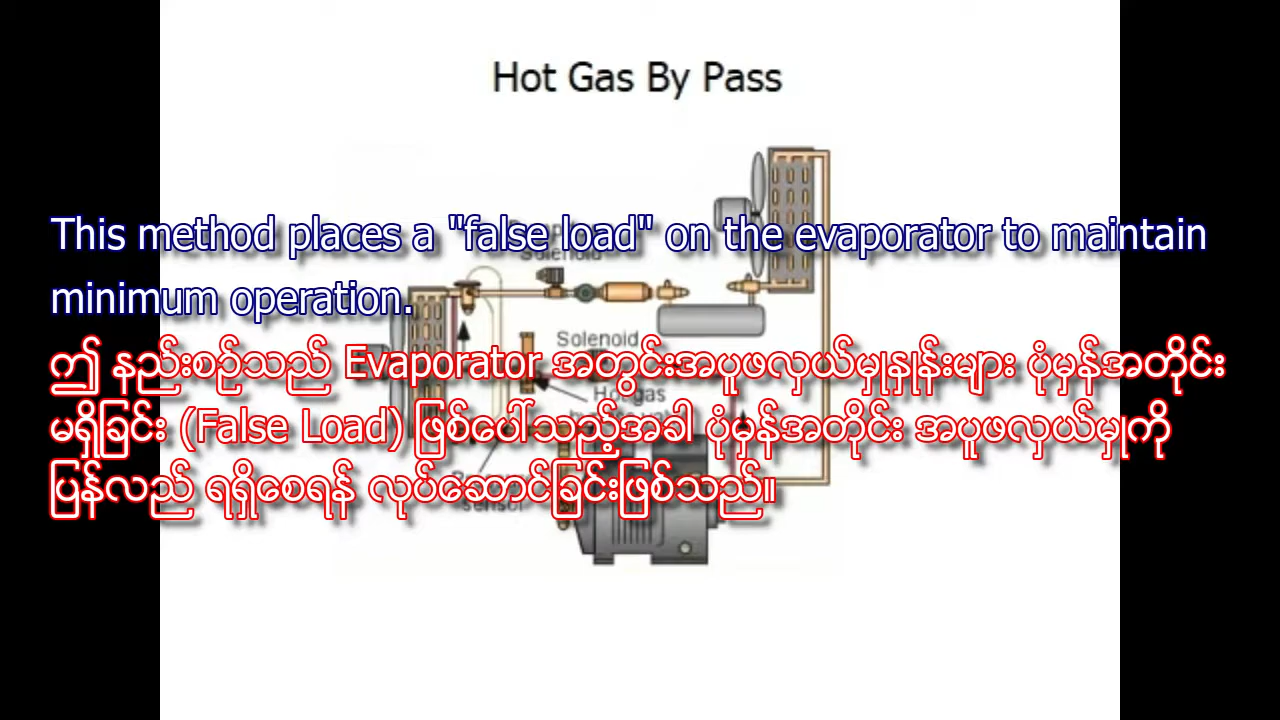 Hot Gas By Pass
This method places a "false load" on the evaporator to maintain
minimum operation.
Solenoid
ဤ နည်းစဉ်သည် Evaporator အတွင်းအပူဖလှယ်မှုနှုန်းများ ပုံမှန်အတိုင်း
Hot gas
မရှိခြင်း (False Load) ဖြစ်ပေါ်သည့်အခါ ပုံမှန်အတိုင်း အပူဖလှယ်မှုကို
ပြန်လည် ရရှိစေရန် လုပ်ဆောင်ခြင်းဖြစ်သည်။